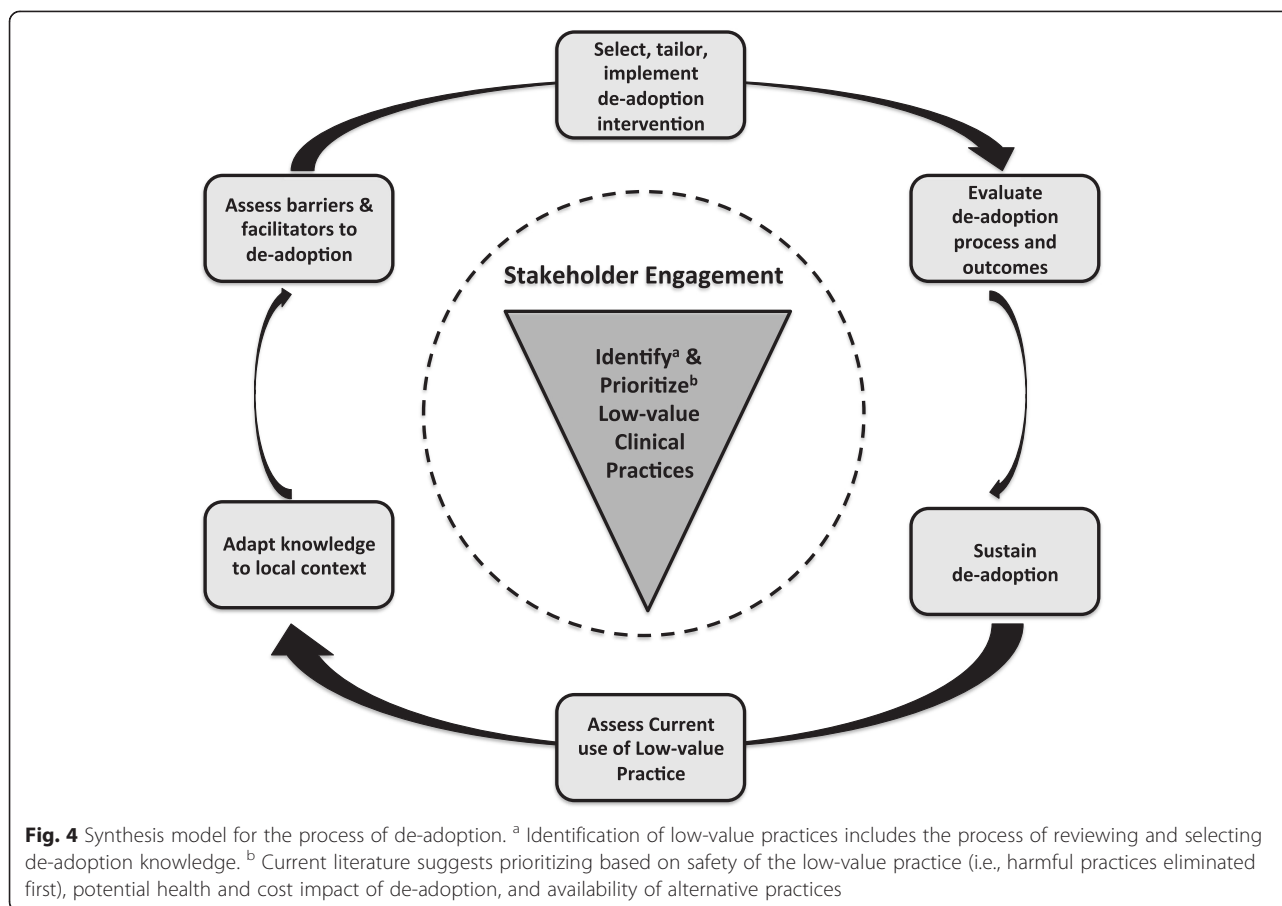 Select, tailor,
implement
de-adoption
intervention
Assess barriers &
facilitators to
de-adoption
Evaluate
de-adoption
process and
outcomes
Stakeholder Engagement
Identifyᵃ &
Prioritizeᵇ
Low-value
Clinical
Practices
Adapt knowledge
to local context
Sustain
de-adoption
Assess Current
use of Low-value
Practice
Fig. 4 Synthesis model for the process of de-adoption. ᵃ Identification of low-value practices includes the process of reviewing and selecting
de-adoption knowledge. ᵇ Current literature suggests prioritizing based on safety of the low-value practice (i.e., harmful practices eliminated
first), potential health and cost impact of de-adoption, and availability of alternative practices